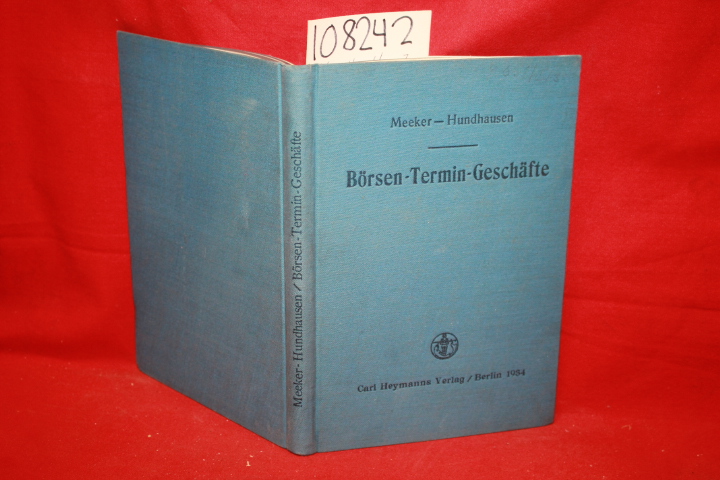 108242
Meeker-Hundhausen / Börsen-Termin-Geschäfte
Meeker — Hundhausen
Börsen-Termin-Geschäfte
Carl Heymanns Verlag / Berlin 1934